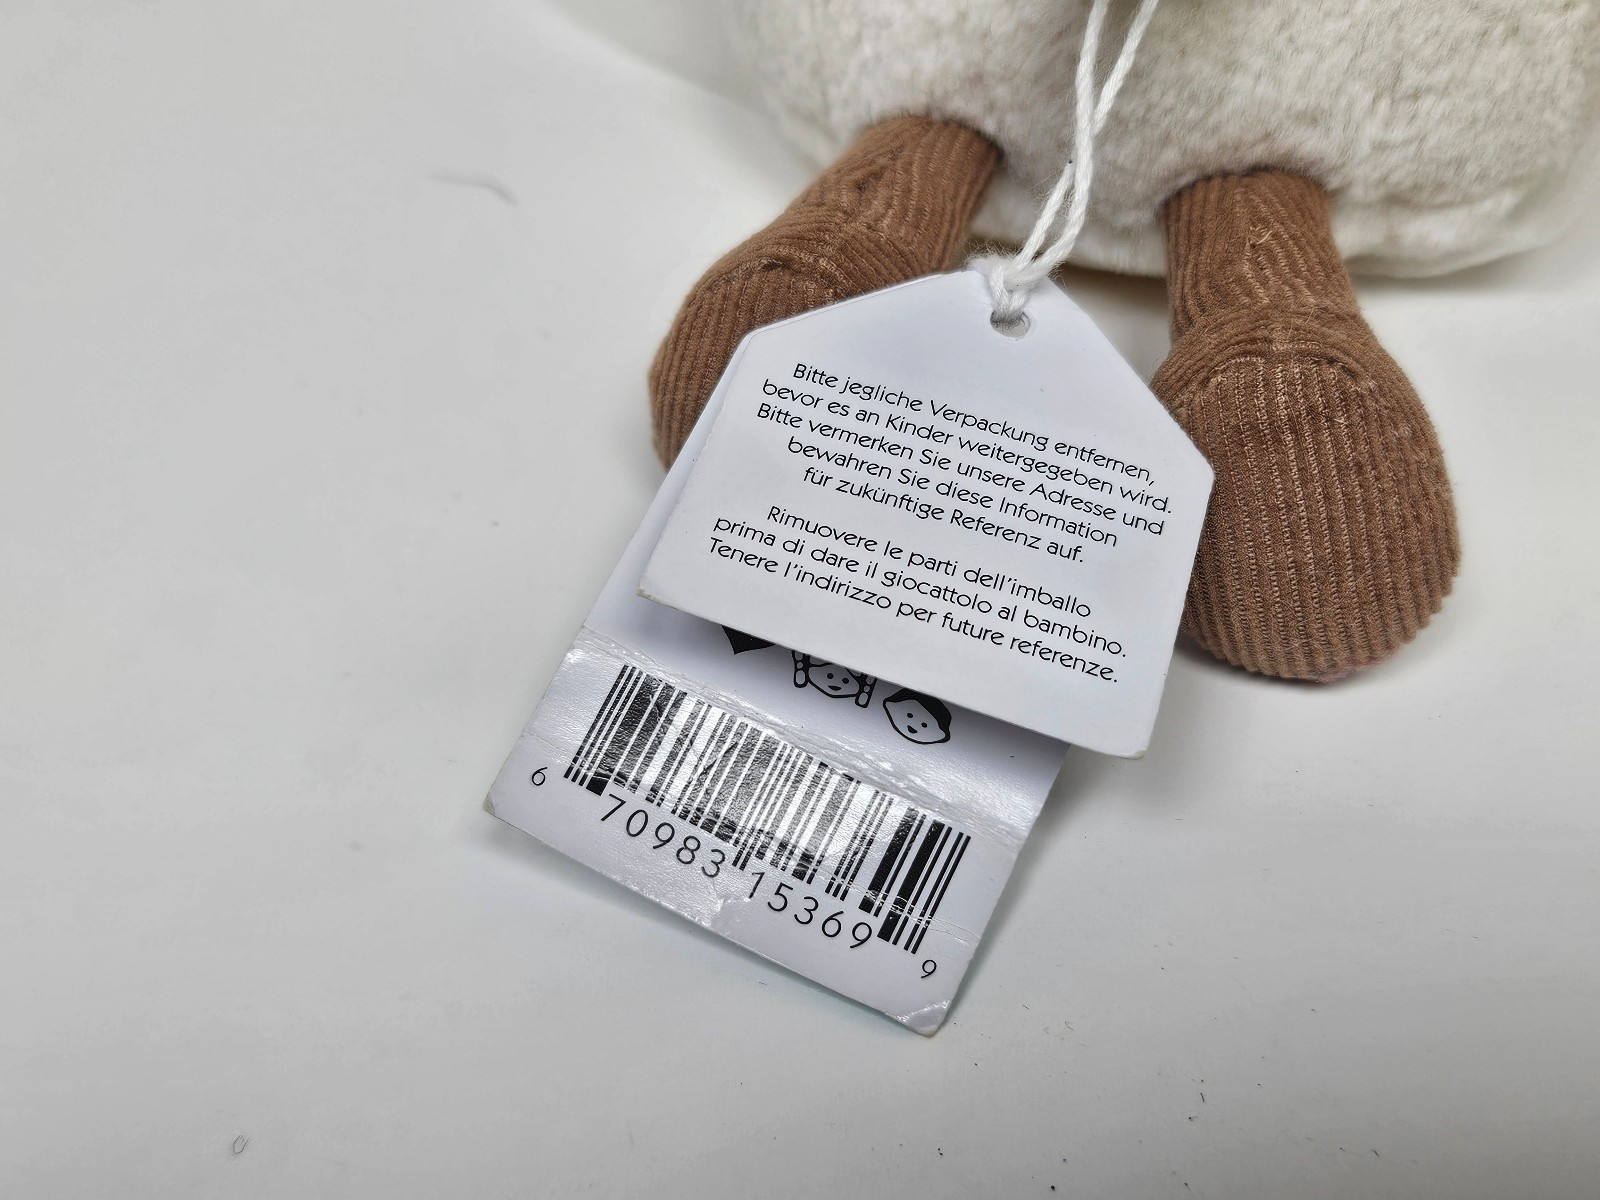 Bitte jegliche Verpackung entfernen,
bevor es an Kinder weitergegeben wird.
Bitte vermerken Sie unsere Adresse und
bewahren Sie diese Information
für zukünftige Referenz auf.
Rimuovere le parti dell'imballo
prima di dare il giocattolo al bambino.
Tenere l'indirizzo per future referenze.
6 70983 15369 9